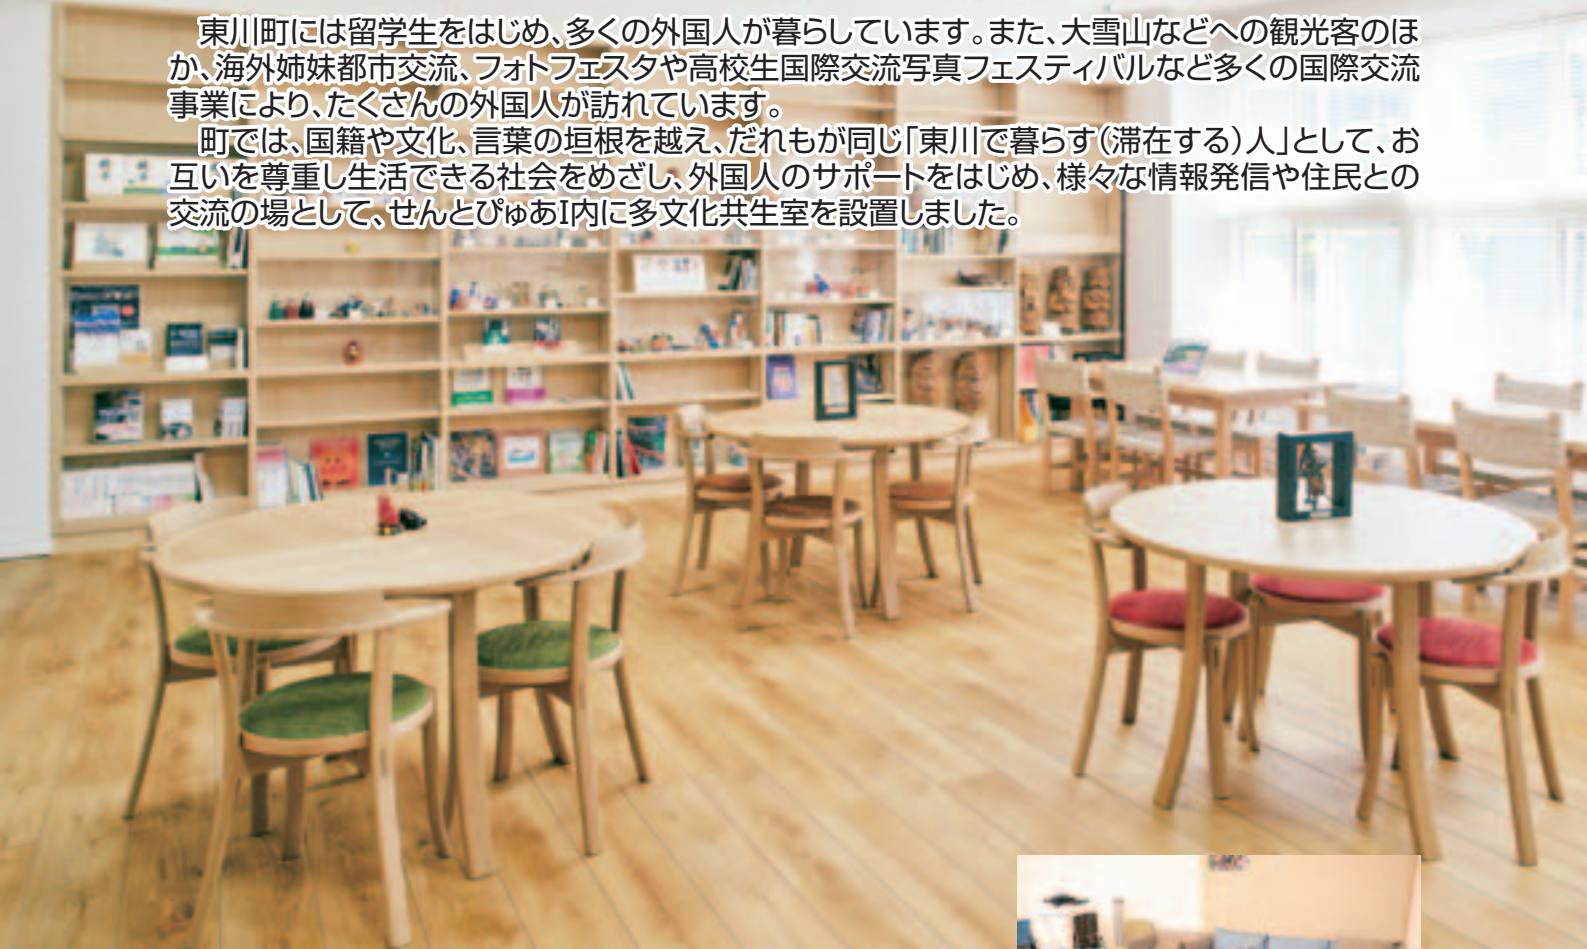 東川町には留学生をはじめ、多くの外国人が暮らしています。また、大雪山などへの観光客のほ
か、海外姉妹都市交流、フォトフェスタや高校生国際交流写真フェスティバルなど多くの国際交流
事業により、たくさんの外国人が訪れています。
　町では、国籍や文化、言葉の垣根を越え、だれもが同じ「東川で暮らす(滞在する)人」として、お
互いを尊重し生活できる社会をめざし、外国人のサポートをはじめ、様々な情報発信や住民との
交流の場として、せんとぴゅあI内に多文化共生室を設置しました。